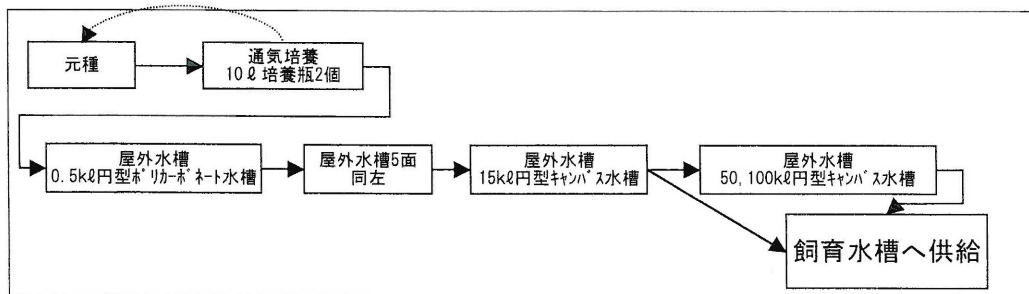 元種
通気培養
10ℓ培養瓶2個
屋外水槽
0.5kℓ円型ポリカーボネート水槽
屋外水槽5面
同左
屋外水槽
15kℓ円型キャンバス水槽
屋外水槽
50,100kℓ円型キャンバス水槽
飼育水槽へ供給